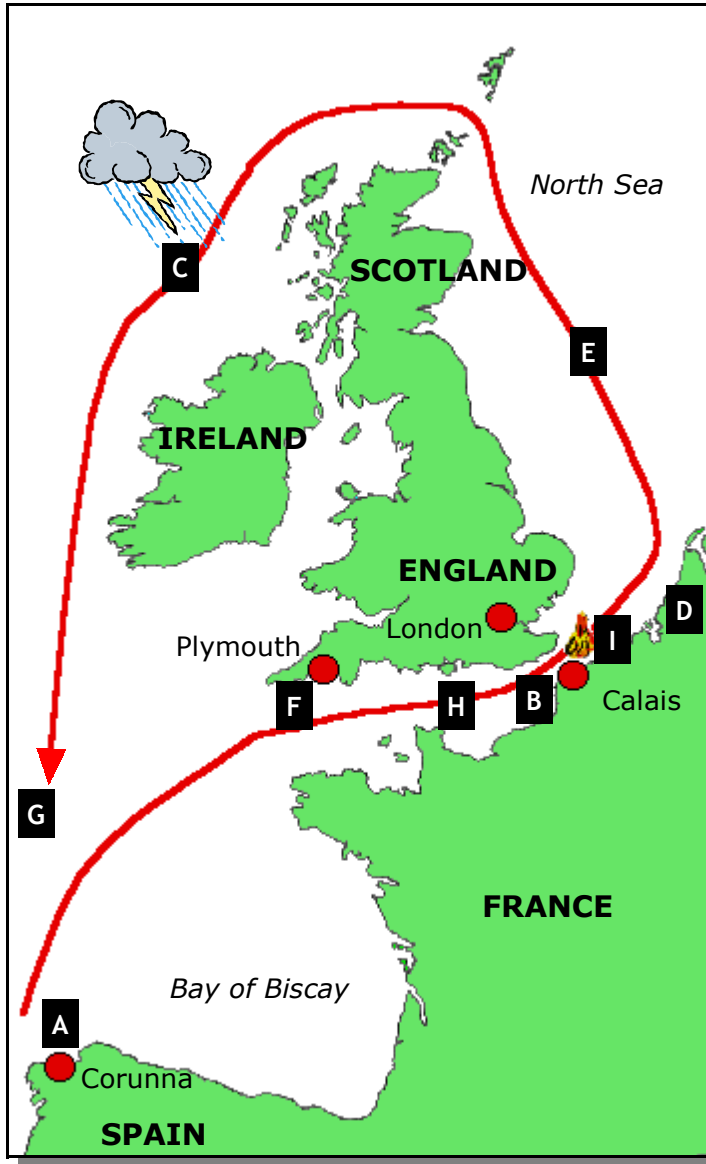 North Sea
C
SCOTLAND
E
IRELAND
ENGLAND
D
London
I
Plymouth
F
H
B
Calais
G
FRANCE
Bay of Biscay
A
Corunna
SPAIN